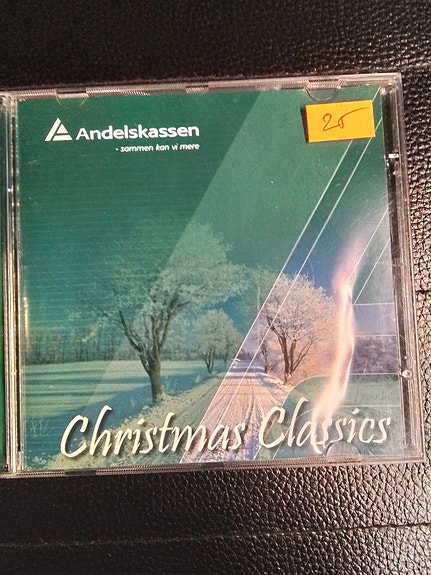 Andelskassen
- sammen kan vi mere
25
Christmas Classics